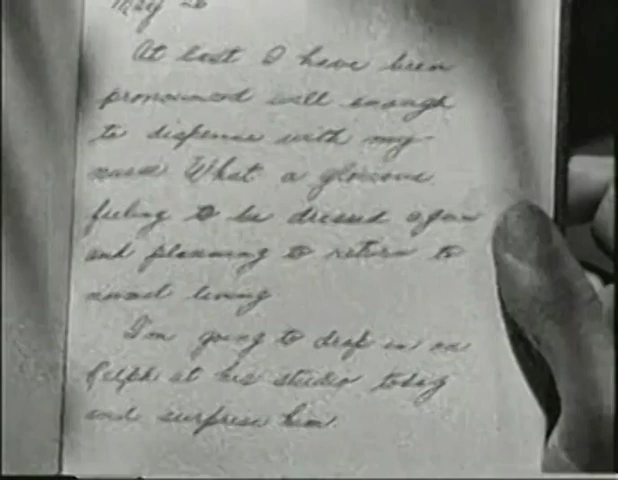 May 26
At last I have been
pronounced well enough
to dispense with my
nurse What a glorious
feeling to be dressed again
and planning to return to
normal living
I'm going to drop in on
Ralph at his studio today
and surprise him.